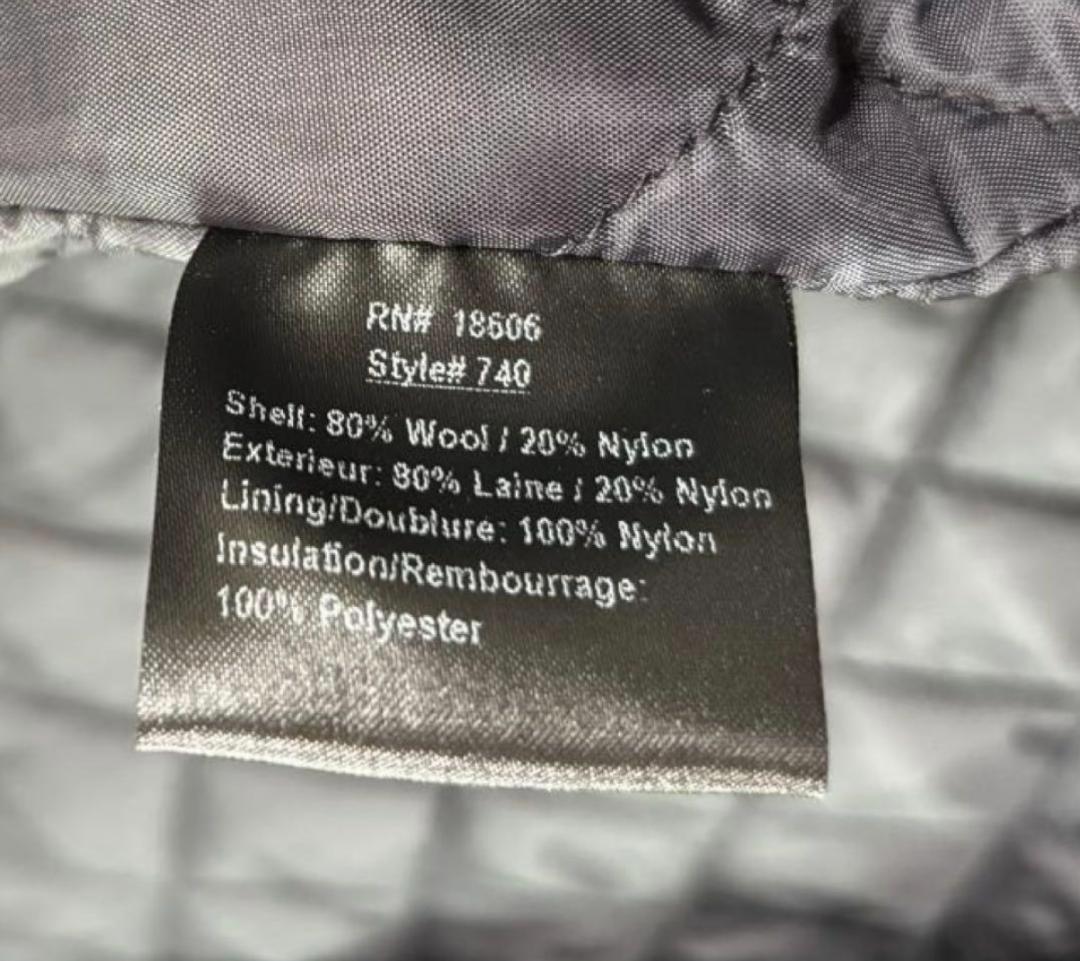 RN# 18606
Style# 740
Shell: 80% Wool / 20% Nylon
Exterieur: 80% Laine / 20% Nylon
Lining/Doublure: 100% Nylon
Insulation/Rembourrage:
100% Polyester